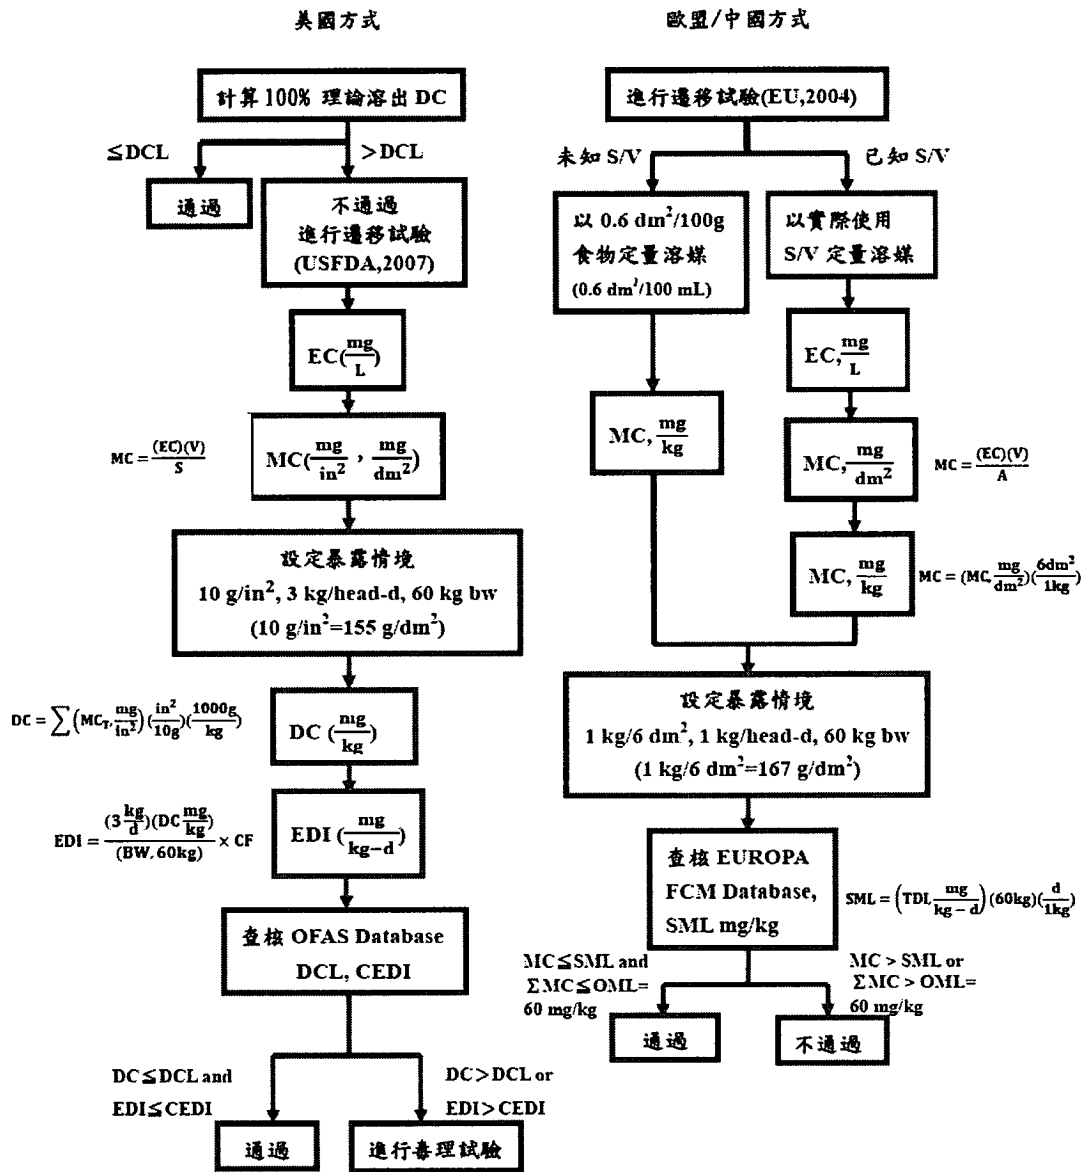 美國方式
計算100% 理論溶出 DC
≦DCL
＞DCL
通過
不通過
進行遷移試驗
(USFDA,2007)
EC(mg/L)
MC=(EC)(V)/S
MC(mg/in²，mg/dm²)
設定暴露情境
10 g/in², 3 kg/head-d, 60 kg bw
(10 g/in²=155 g/dm²)
DC = ∑(MC_T, mg/in²)(in²/10g)(1000g/kg)
DC (mg/kg)
EDI = (3 kg/d)(DC mg/kg)/(BW, 60kg) × CF
EDI (mg/kg−d)
查核 OFAS Database
DCL, CEDI
DC≦DCL and
EDI≦CEDI
DC>DCL or
EDI>CEDI
通過
進行毒理試驗
歐盟/中國方式
進行遷移試驗(EU,2004)
未知 S/V
已知 S/V
以 0.6 dm²/100g
食物定量溶媒
(0.6 dm²/100 mL)
以實際使用
S/V 定量溶媒
EC, mg/L
MC, mg/kg
MC, mg/dm²
MC=(EC)(V)/A
MC, mg/kg
MC = (MC, mg/dm²)(6dm²/1kg)
設定暴露情境
1 kg/6 dm², 1 kg/head-d, 60 kg bw
(1 kg/6 dm²=167 g/dm²)
查核 EUROPA
FCM Database,
SML mg/kg
SML = (TDI, mg/kg − d)(60kg)(d/1kg)
MC≦SML and
ΣMC≦OML=
60 mg/kg
MC > SML or
ΣMC > OML=
60 mg/kg
通過
不通過